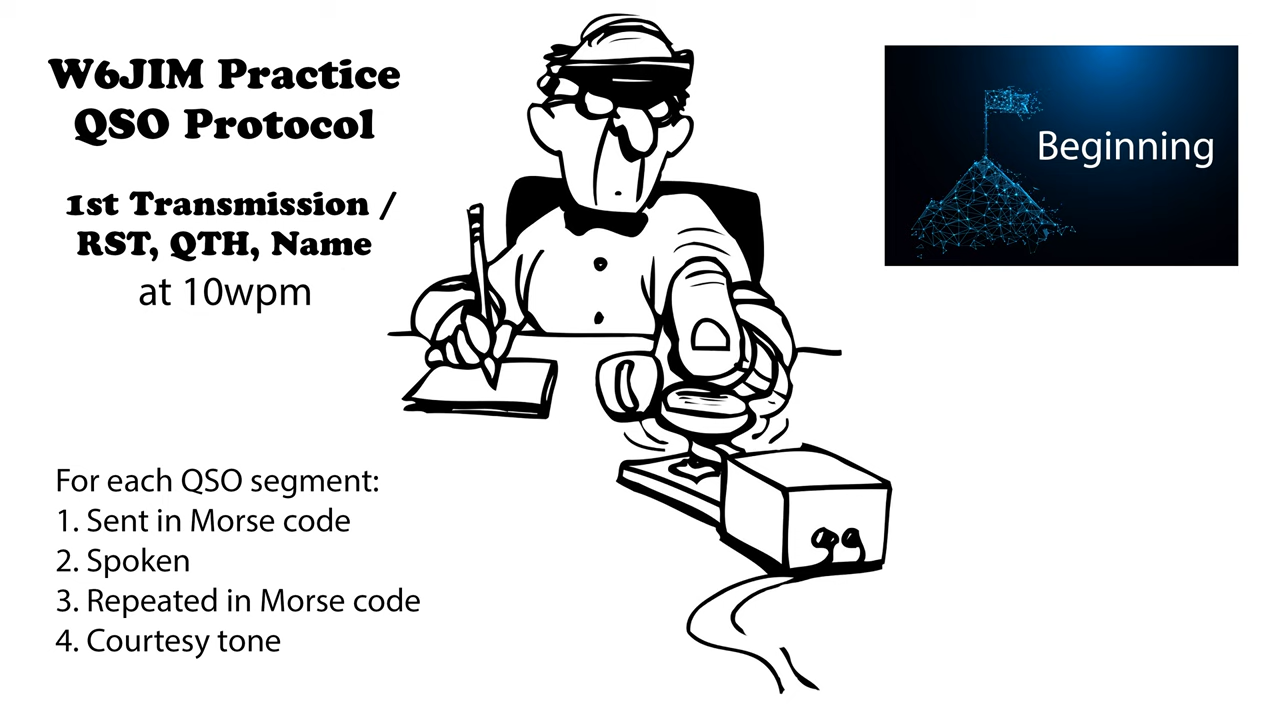 W6JIM Practice
QSO Protocol
1st Transmission /
RST, QTH, Name
at 10wpm
Beginning
For each QSO segment:
1. Sent in Morse code
2. Spoken
3. Repeated in Morse code
4. Courtesy tone